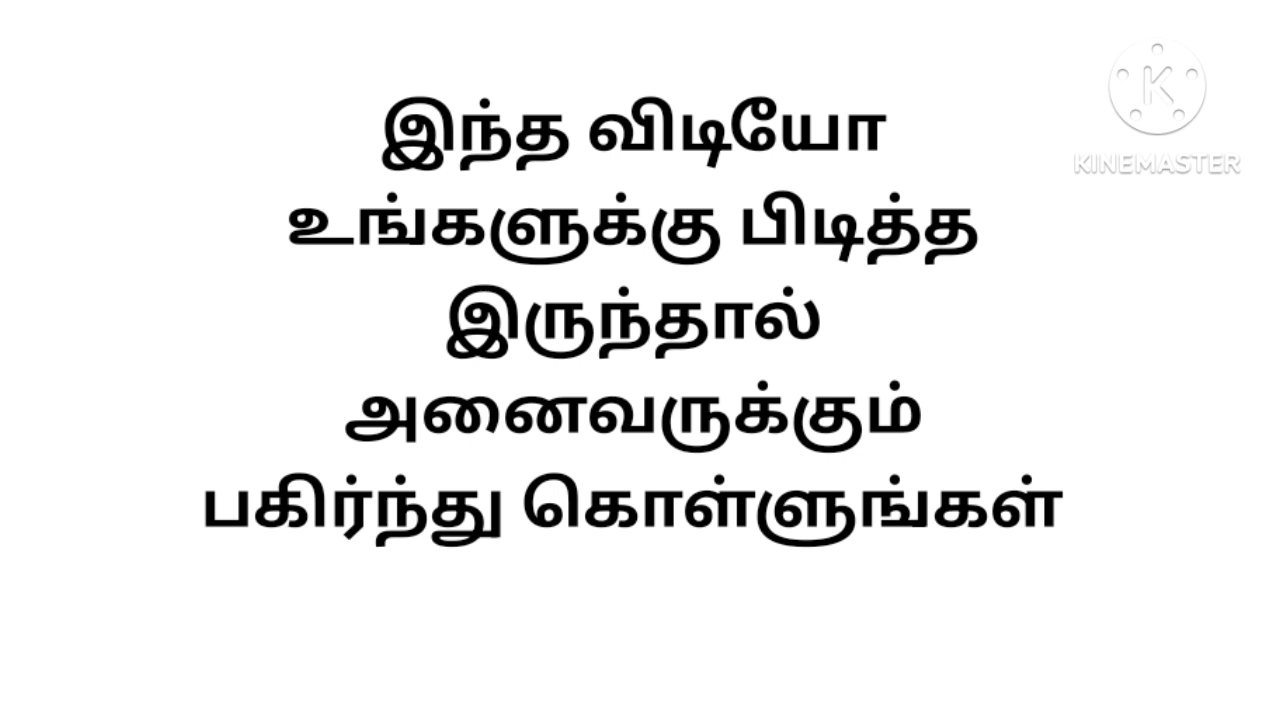 இந்த விடியோ
உங்களுக்கு பிடித்த
இருந்தால்
அனைவருக்கும்
பகிர்ந்து கொள்ளுங்கள்
K
KINEMASTER